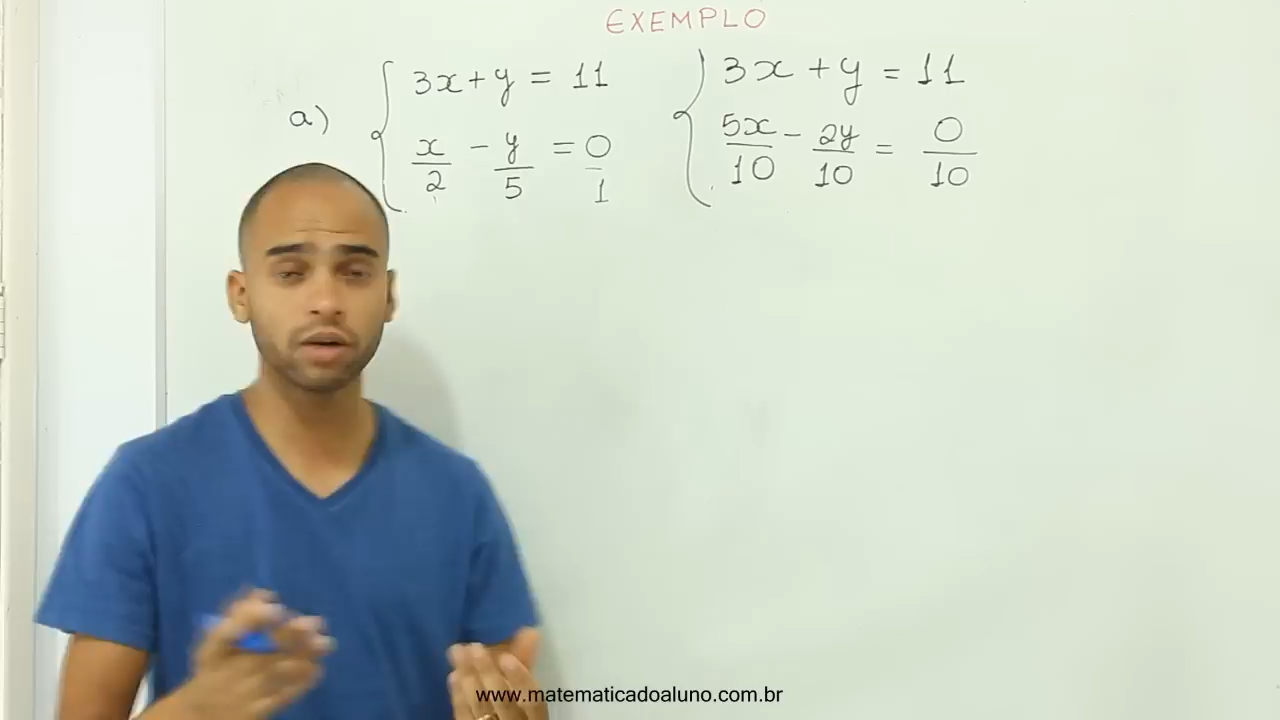 EXEMPLO
a) { 3x + y = 11
x/2 - y/5 = 0/1
{ 3x + y = 11
5x/10 - 2y/10 = 0/10
www.matematicadoaluno.com.br